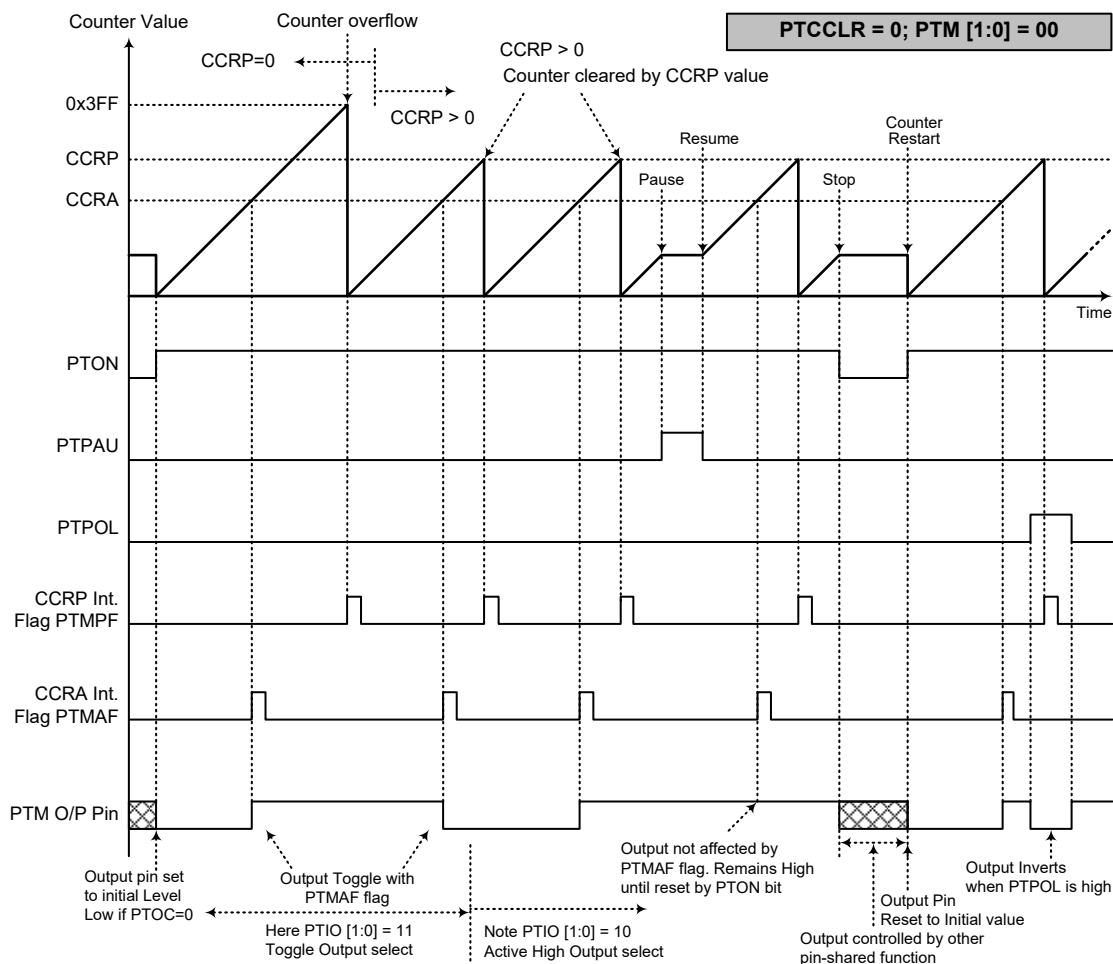 Counter Value
Counter overflow
PTCCLR = 0; PTM [1:0] = 00
CCRP=0
CCRP > 0
CCRP > 0
Counter cleared by CCRP value
0x3FF
CCRP
CCRA
Pause
Resume
Stop
Counter
Restart
Time
PTON
PTPAU
PTPOL
CCRP Int.
Flag PTMPF
CCRA Int.
Flag PTMAF
PTM O/P Pin
Output pin set
to initial Level
Low if PTOC=0
Output Toggle with
PTMAF flag
Here PTIO [1:0] = 11
Toggle Output select
Note PTIO [1:0] = 10
Active High Output select
Output not affected by
PTMAF flag. Remains High
until reset by PTON bit
Output Pin
Reset to Initial value
Output controlled by other
pin-shared function
Output Inverts
when PTPOL is high